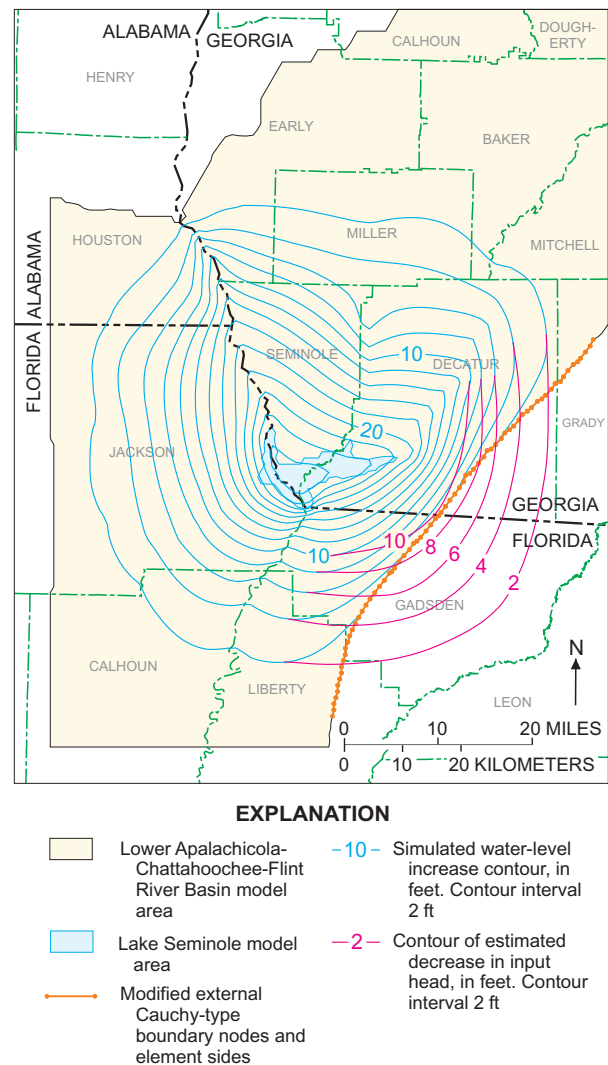 ALABAMA
GEORGIA
CALHOUN
DOUGH-
ERTY
HENRY
EARLY
BAKER
HOUSTON
MILLER
MITCHELL
FLORIDA
ALABAMA
SEMINOLE
10
DECATUR
20
GRADY
JACKSON
GEORGIA
FLORIDA
10
10
8
6
4
2
GADSDEN
CALHOUN
LIBERTY
N
LEON
0 10 20 MILES
0 10 20 KILOMETERS
EXPLANATION
Lower Apalachicola-
Chattahoochee-Flint
River Basin model
area
Lake Seminole model
area
Modified external
Cauchy-type
boundary nodes and
element sides
10
Simulated water-level
increase contour, in
feet. Contour interval
2 ft
2
Contour of estimated
decrease in input
head, in feet. Contour
interval 2 ft